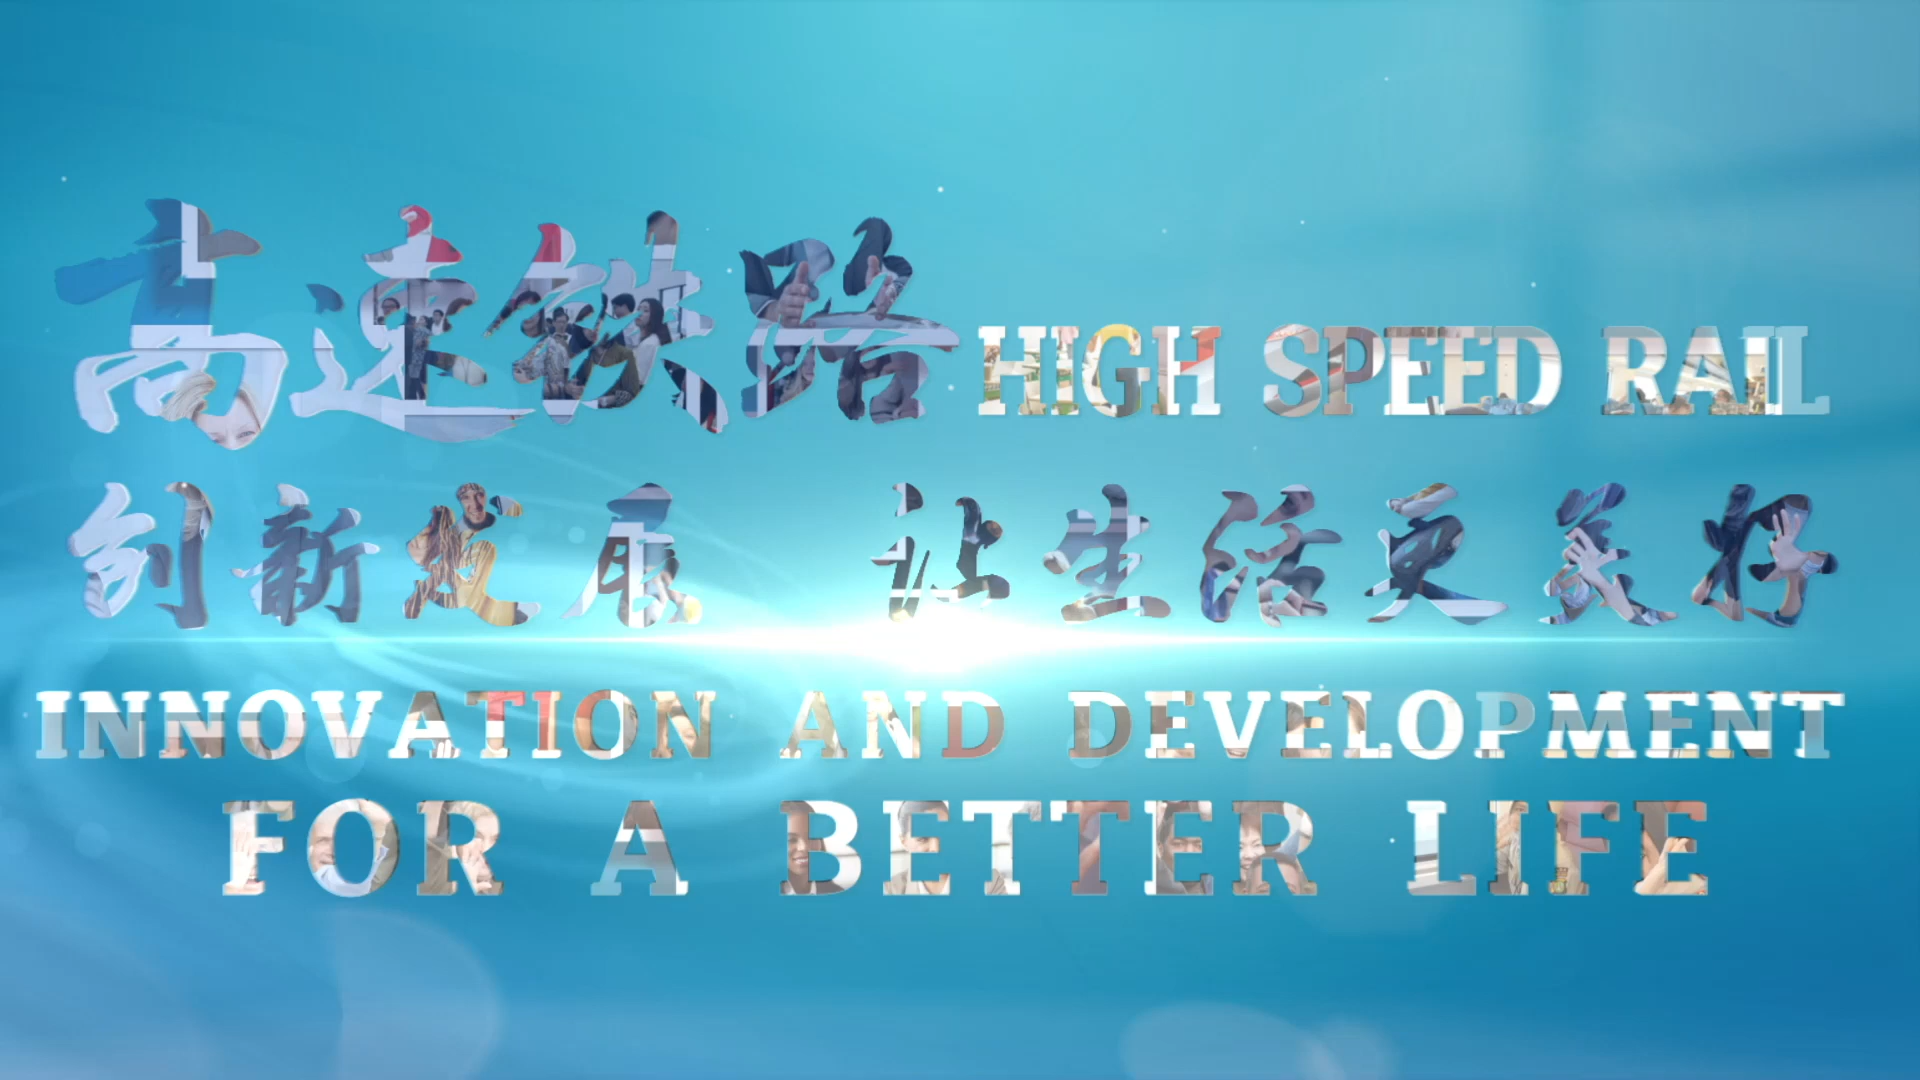 高速铁路 HIGH SPEED RAIL
创新发展 让生活更美好
INNOVATION AND DEVELOPMENT
FOR A BETTER LIFE